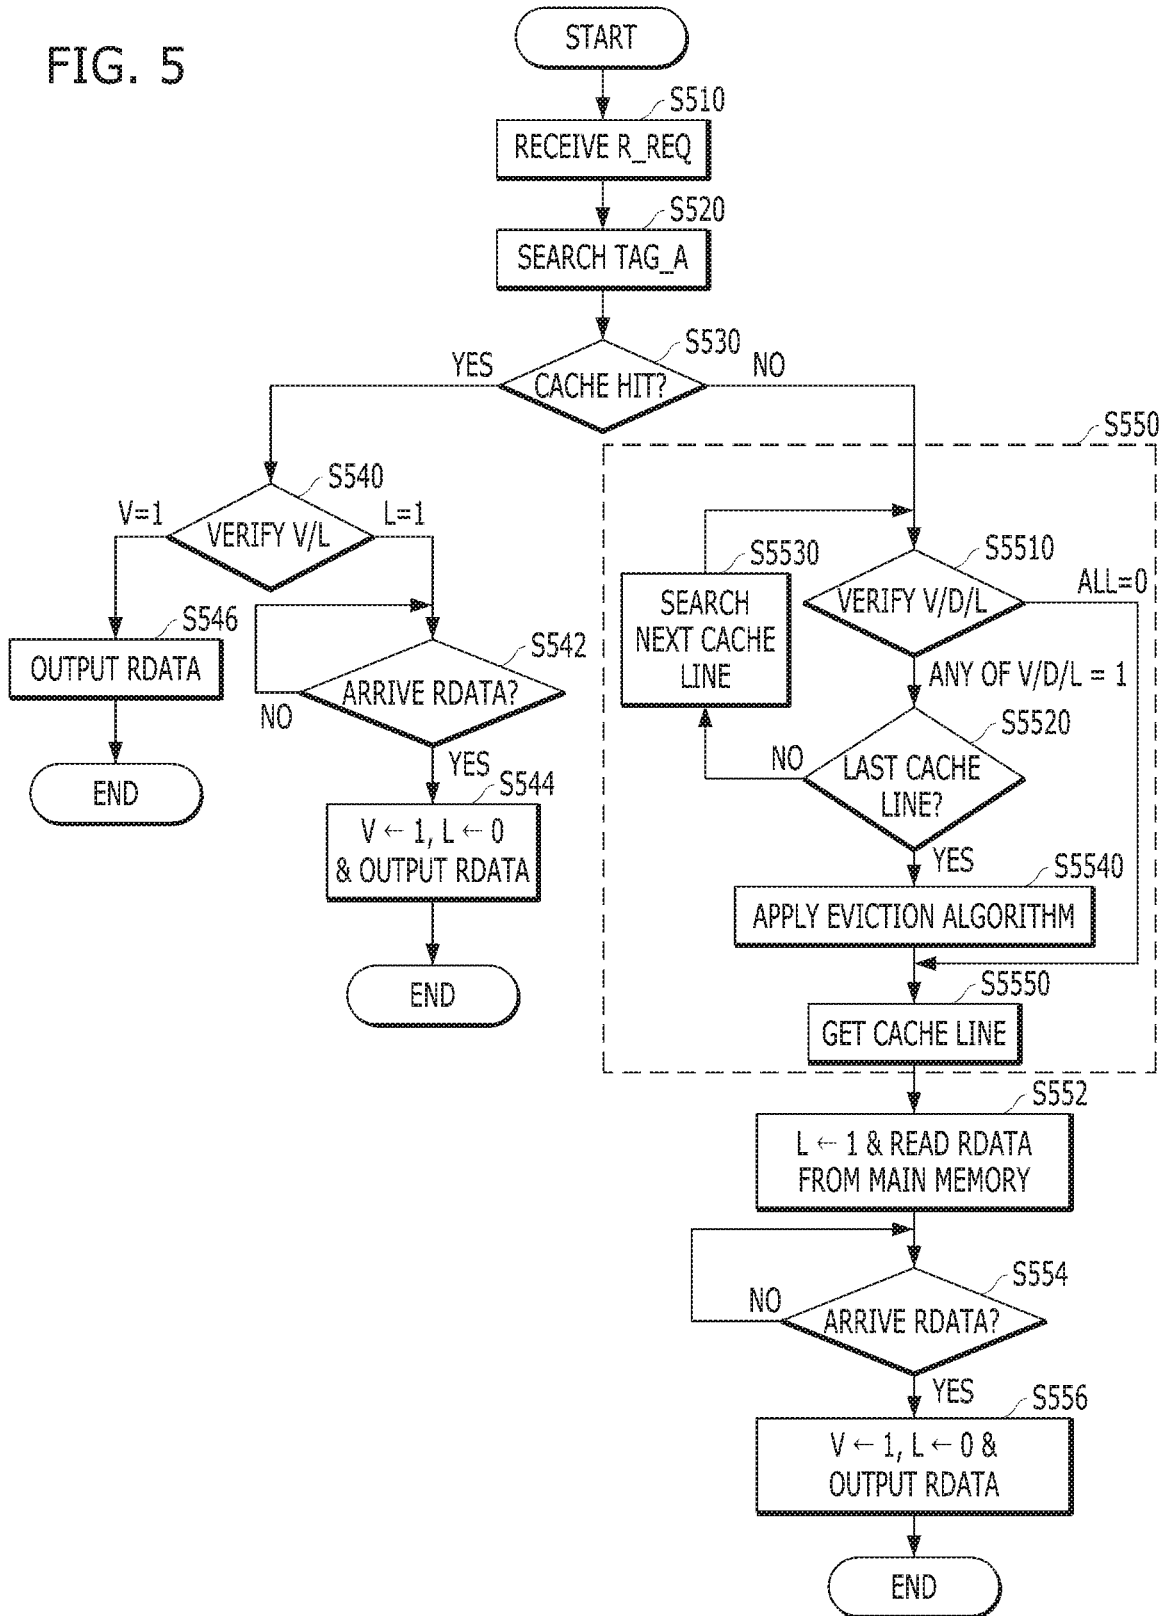 FIG. 5
START
S510
RECEIVE R_REQ
S520
SEARCH TAG_A
S530
YES
CACHE HIT?
NO
S550
S540
V=1
VERIFY V/L
L=1
S546
OUTPUT RDATA
END
S542
ARRIVE RDATA?
NO
YES
S544
V ← 1, L ← 0
& OUTPUT RDATA
END
S5530
SEARCH
NEXT CACHE
LINE
S5510
VERIFY V/D/L
ALL=0
ANY OF V/D/L = 1
S5520
NO
LAST CACHE
LINE?
YES
S5540
APPLY EVICTION ALGORITHM
S5550
GET CACHE LINE
S552
L ← 1 & READ RDATA
FROM MAIN MEMORY
S554
NO
ARRIVE RDATA?
YES
S556
V ← 1, L ← 0 &
OUTPUT RDATA
END